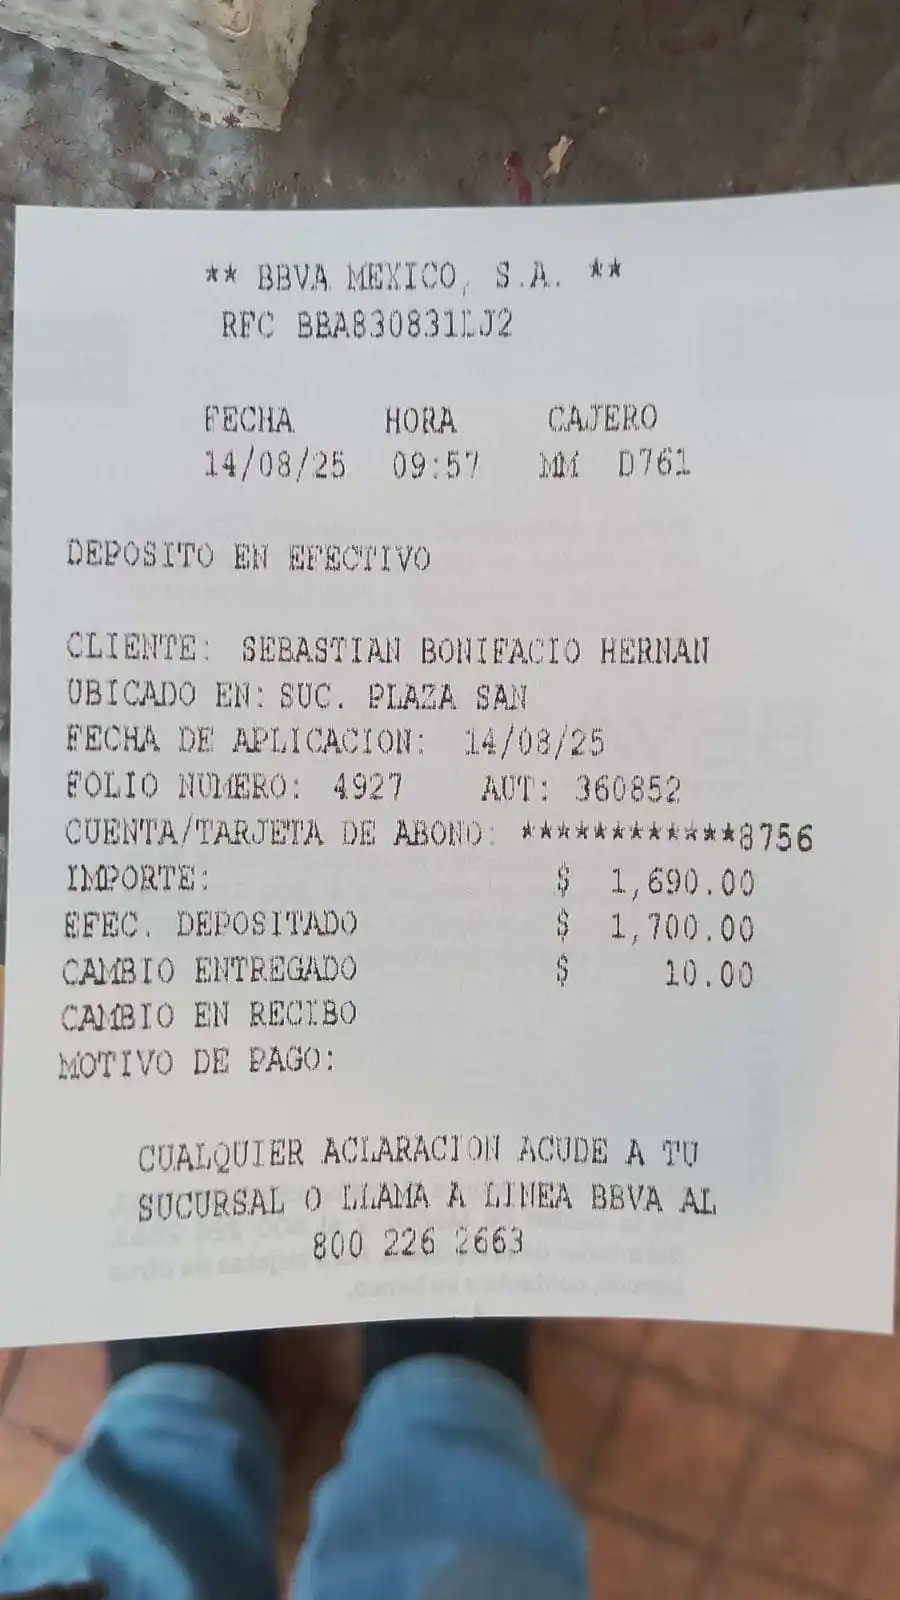 ** BBVA MEXICO, S.A. **
RFC BBA830831LJ2
FECHA HORA CAJERO
14/08/25 09:57 MM D761
DEPOSITO EN EFECTIVO
CLIENTE: SEBASTIAN BONIFACIO HERNAN
UBICADO EN: SUC. PLAZA SAN
FECHA DE APLICACION: 14/08/25
FOLIO NUMERO: 4927 AUT: 360852
CUENTA/TARJETA DE ABONO: ************8756
IMPORTE: $ 1,690.00
EFEC. DEPOSITADO $ 1,700.00
CAMBIO ENTREGADO $ 10.00
CAMBIO EN RECIBO
MOTIVO DE PAGO:
CUALQUIER ACLARACION ACUDE A TU
SUCURSAL O LLAMA A LINEA BBVA AL
800 226 2663